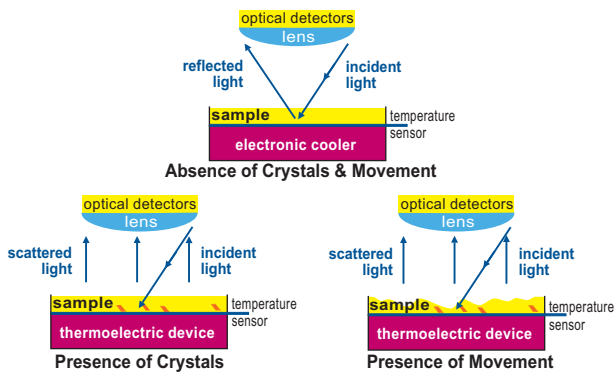 optical detectors
lens
reflected light
incident light
sample
temperature sensor
electronic cooler
Absence of Crystals & Movement
optical detectors
lens
scattered light
incident light
sample
temperature sensor
thermoelectric device
Presence of Crystals
optical detectors
lens
scattered light
incident light
sample
temperature sensor
thermoelectric device
Presence of Movement